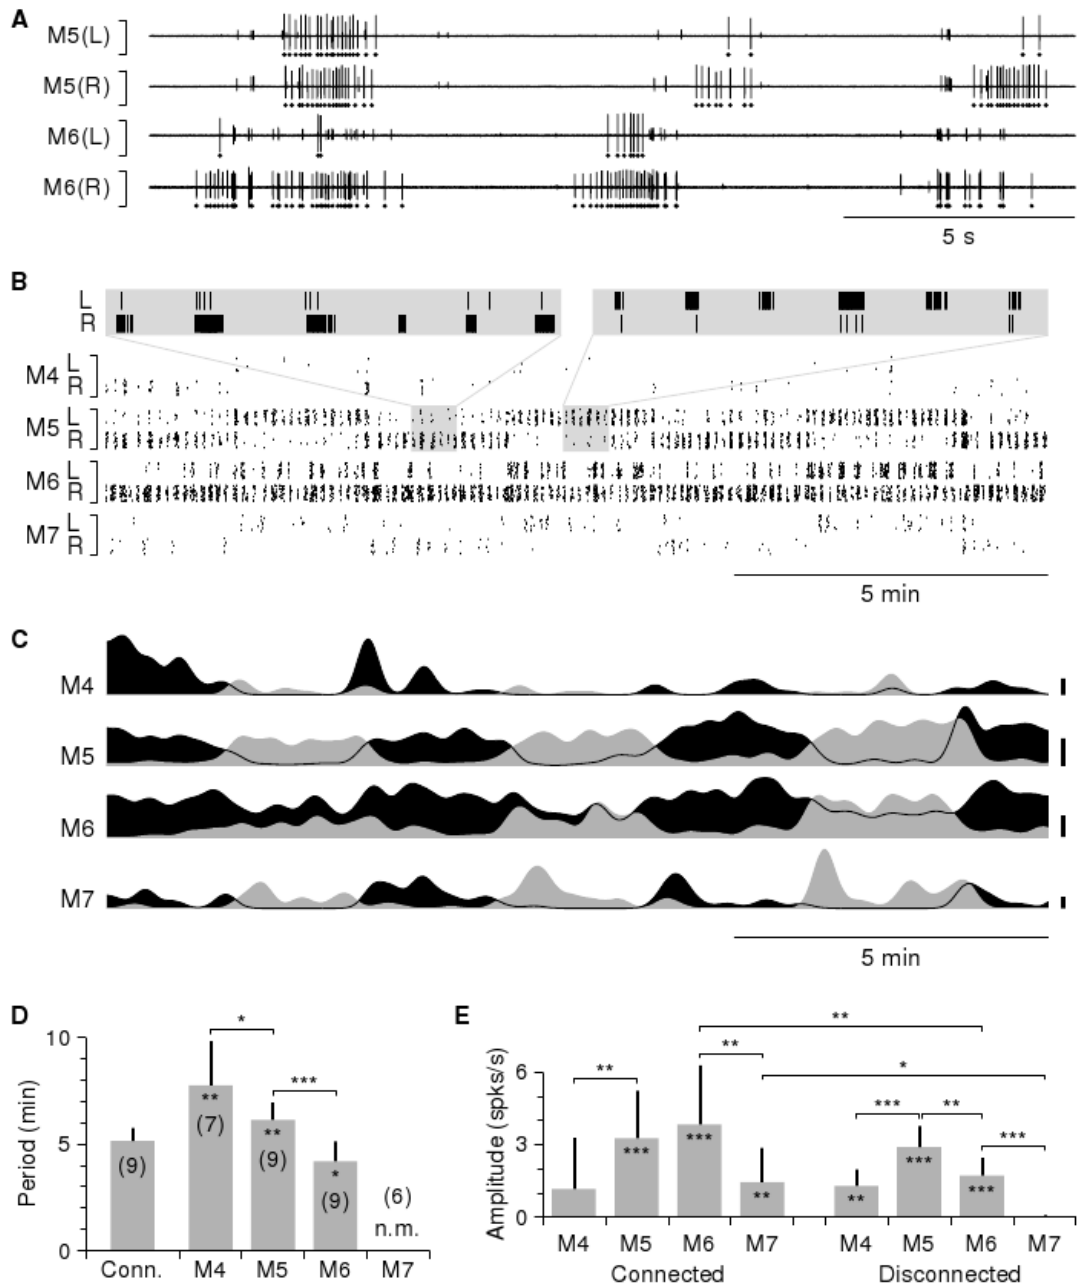 A
M5(L)
M5(R)
M6(L)
M6(R)
5 s
B
L
R
M4 L
R
M5 L
R
M6 L
R
M7 L
R
5 min
C
M4
M5
M6
M7
5 min
D
Period (min)
10
5
0
*
***
**
**
*
(9)
(7)
(9)
(9)
(6)
n.m.
Conn. M4 M5 M6 M7
E
Amplitude (spks/s)
6
3
0
**
**
**
*
***
**
***
***
***
**
**
***
***
M4 M5 M6 M7 M4 M5 M6 M7
Connected Disconnected